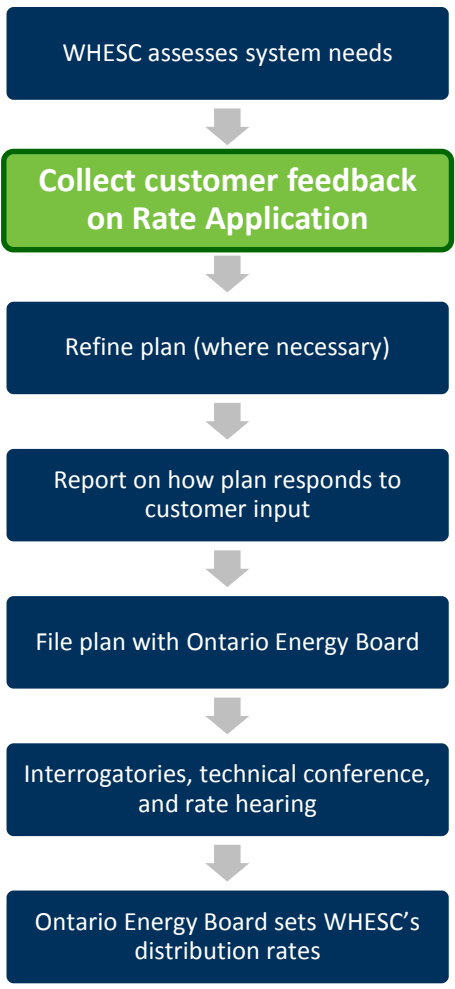 WHESC assesses system needs
Collect customer feedback
on Rate Application
Refine plan (where necessary)
Report on how plan responds to
customer input
File plan with Ontario Energy Board
Interrogatories, technical conference,
and rate hearing
Ontario Energy Board sets WHESC’s
distribution rates